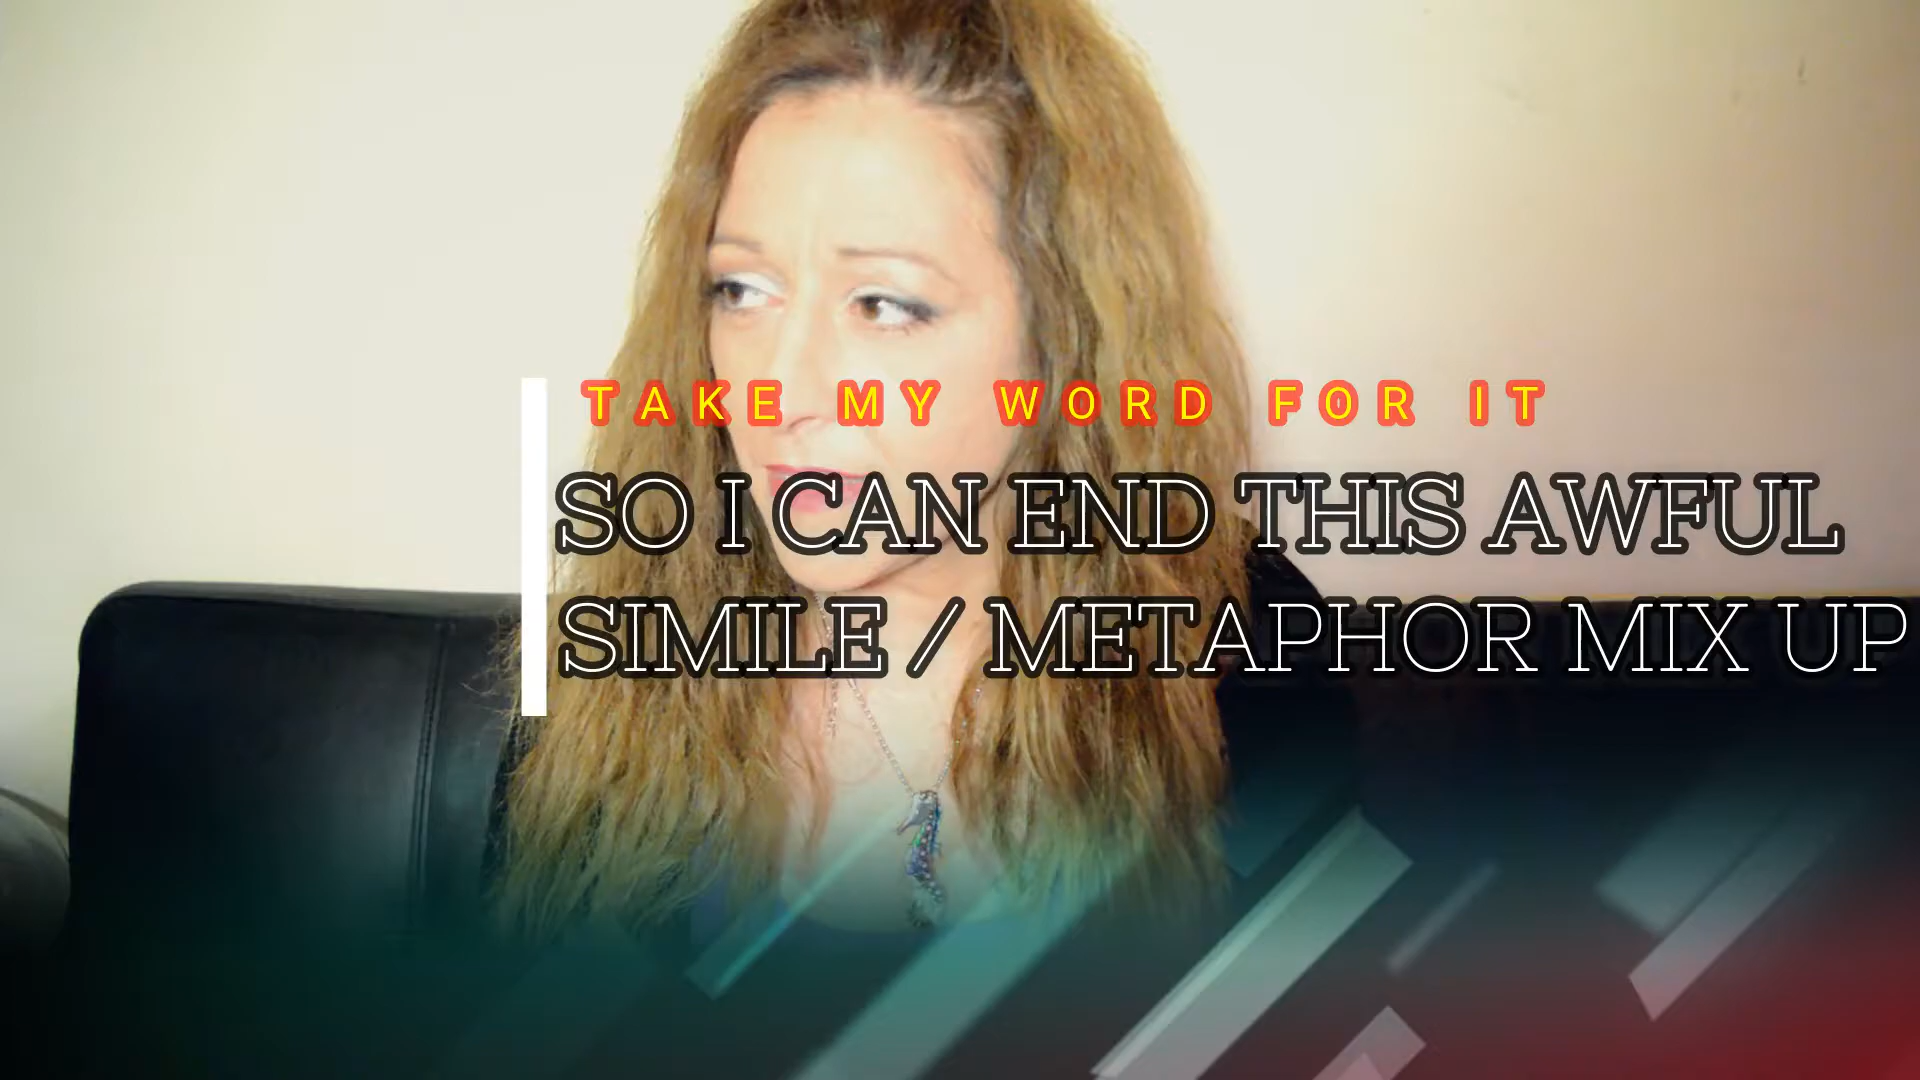 TAKE MY WORD FOR IT
SO I CAN END THIS AWFUL
SIMILE / METAPHOR MIX UP